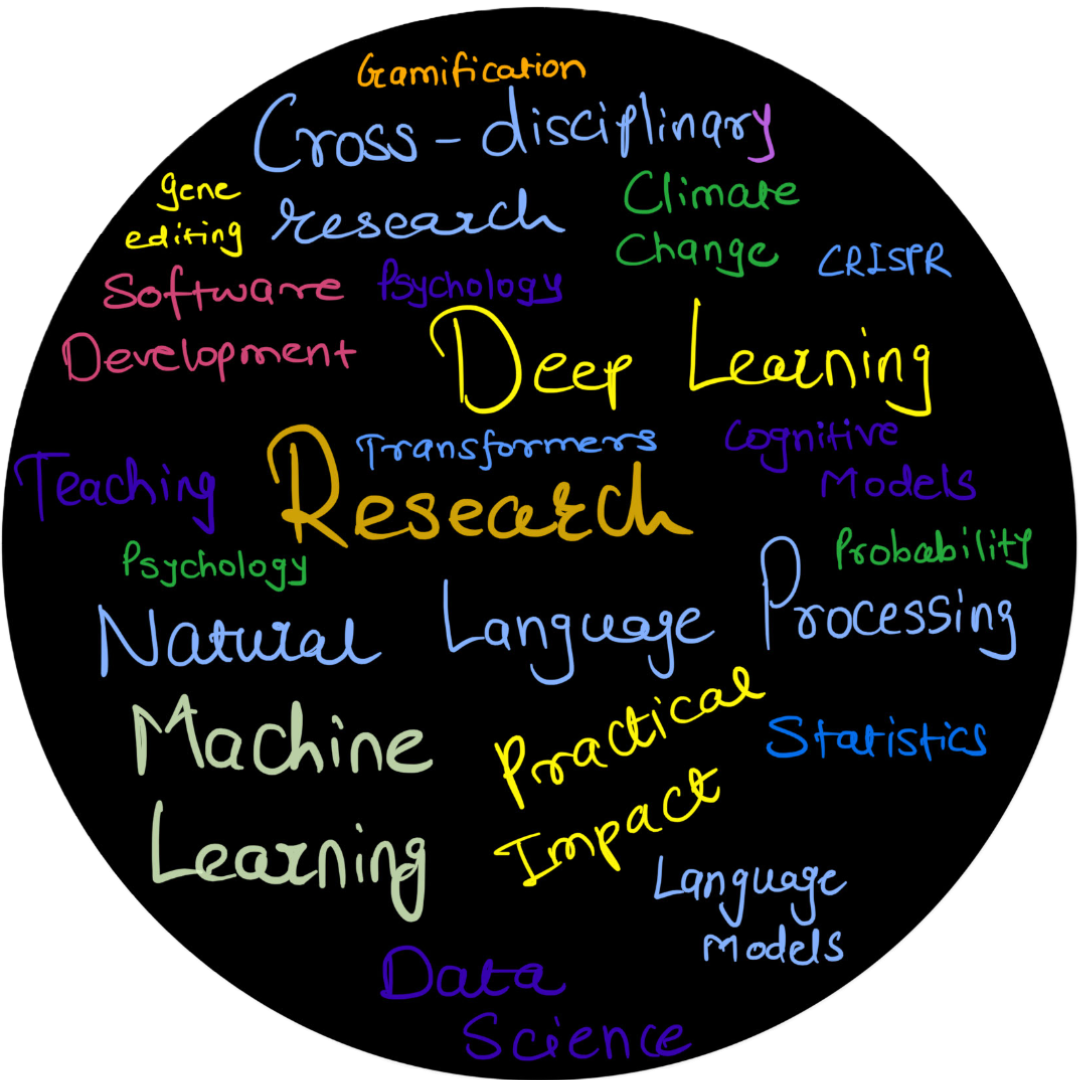 Gamification
Cross-disciplinary
gene
editing
research
Climate
Change
CRISPR
Software
Development
Psychology
Deep Learning
Transformers
Cognitive
Models
Teaching
Research
Psychology
Probability
Natural Language Processing
Machine
Learning
Practical
Impact
Statistics
Language
Models
Data
Science